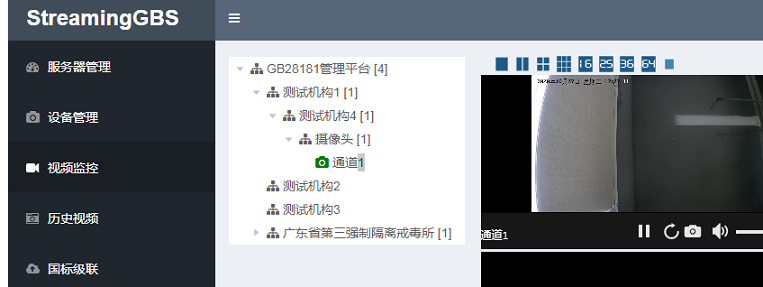 StreamingGBS
服务器管理
设备管理
视频监控
历史视频
国标级联
GB28181管理平台 [4]
测试机构1 [1]
测试机构4 [1]
摄像头 [1]
通道1
测试机构2
测试机构3
广东省第三强制隔离戒毒所 [1]
16 25 36 64
通道1